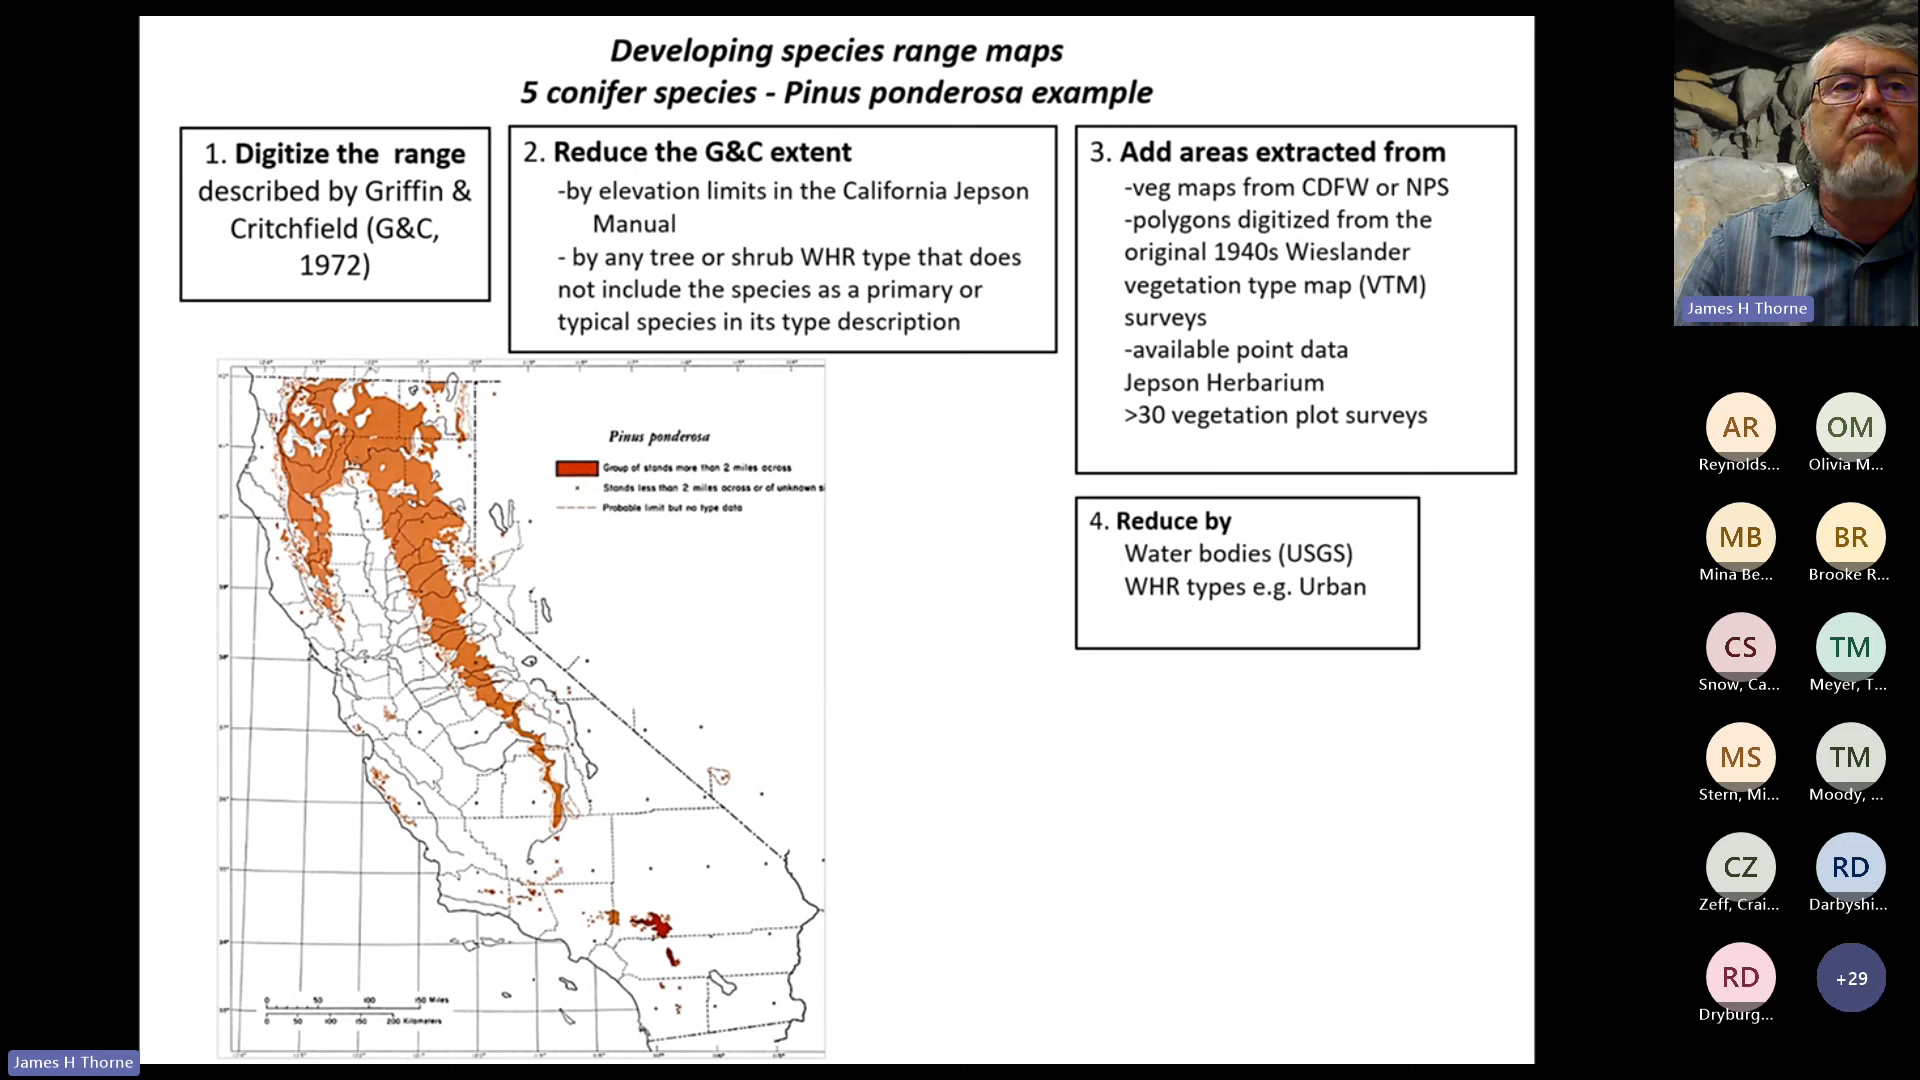 Developing species range maps
5 conifer species - Pinus ponderosa example
1. Digitize the range
described by Griffin &
Critchfield (G&C,
1972)
2. Reduce the G&C extent
-by elevation limits in the California Jepson
Manual
- by any tree or shrub WHR type that does
not include the species as a primary or
typical species in its type description
3. Add areas extracted from
-veg maps from CDFW or NPS
-polygons digitized from the
original 1940s Wieslander
vegetation type map (VTM)
surveys
-available point data
Jepson Herbarium
>30 vegetation plot surveys
4. Reduce by
Water bodies (USGS)
WHR types e.g. Urban
Pinus ponderosa
Group of stands more than 2 miles across
Stands less than 2 miles across or of unknown s
Probable limit but no type data
0 50 100 150 Miles
0 50 100 150 200 Kilometers
James H Thorne
AR
Reynolds...
OM
Olivia M...
MB
Mina Be...
BR
Brooke R...
CS
Snow, Ca...
TM
Meyer, T...
MS
Stern, Mi...
TM
Moody, ...
CZ
Zeff, Crai...
RD
Darbyshi...
RD
Dryburg...
+29
James H Thorne